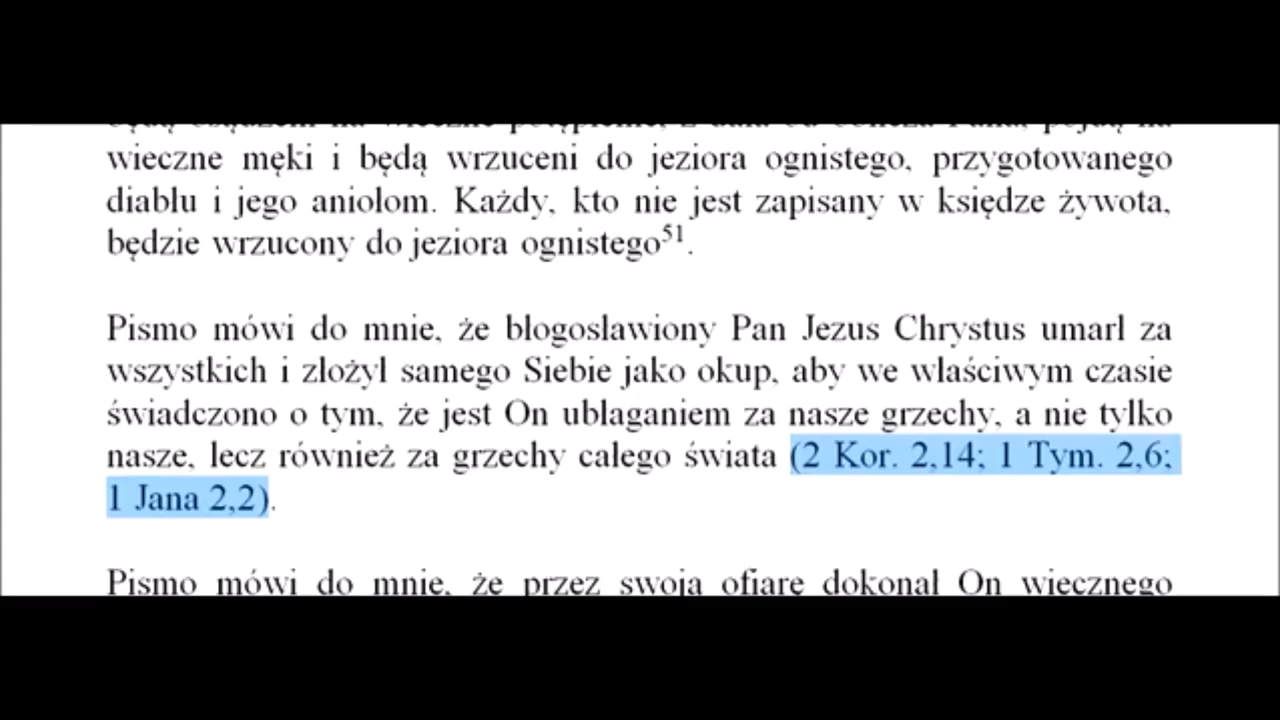 wieczne męki i będą wrzuceni do jeziora ognistego, przygotowanego
diabłu i jego aniołom. Każdy, kto nie jest zapisany w księdze żywota,
będzie wrzucony do jeziora ognistego51.
Pismo mówi do mnie, że błogosławiony Pan Jezus Chrystus umarł za
wszystkich i złożył samego Siebie jako okup, aby we właściwym czasie
świadczono o tym, że jest On ubłaganiem za nasze grzechy, a nie tylko
nasze, lecz również za grzechy całego świata (2 Kor. 2,14; 1 Tym. 2,6;
1 Jana 2,2).
Pismo mówi do mnie, że przez swoją ofiarę dokonał On wiecznego